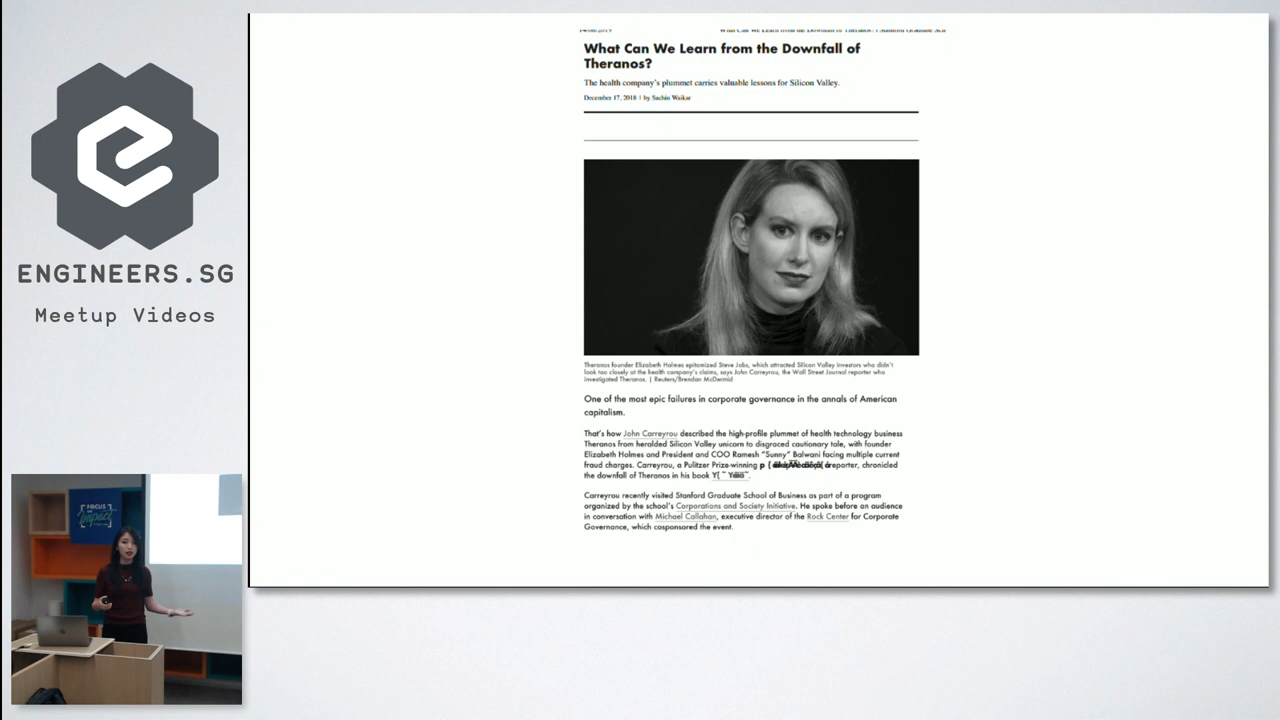 ENGINEERS.SG
Meetup Videos
FOCUS
ON
Impact
What Can We Learn from the Downfall of
Theranos?
The health company's plummet carries valuable lessons for Silicon Valley.
December 17, 2018 | by Sachin Waikar
Theranos founder Elizabeth Holmes epitomized Steve Jobs, which attracted Silicon Valley investors who didn't
look too closely at the health company's claims, says John Carreyrou, the Wall Street Journal reporter who
investigated Theranos. | Reuters/Brendan McDermid
One of the most epic failures in corporate governance in the annals of American
capitalism.
That's how John Carreyrou described the high-profile plummet of health technology business
Theranos from heralded Silicon Valley unicorn to disgraced cautionary tale, with founder
Elizabeth Holmes and President and COO Ramesh "Sunny" Balwani facing multiple current
fraud charges. Carreyrou, a Pulitzer Prize-winning reporter, chronicled
the downfall of Theranos in his book
Carreyrou recently visited Stanford Graduate School of Business as part of a program
organized by the school's Corporations and Society Initiative. He spoke before an audience
in conversation with Michael Callahan, executive director of the Rock Center for Corporate
Governance, which cosponsored the event.